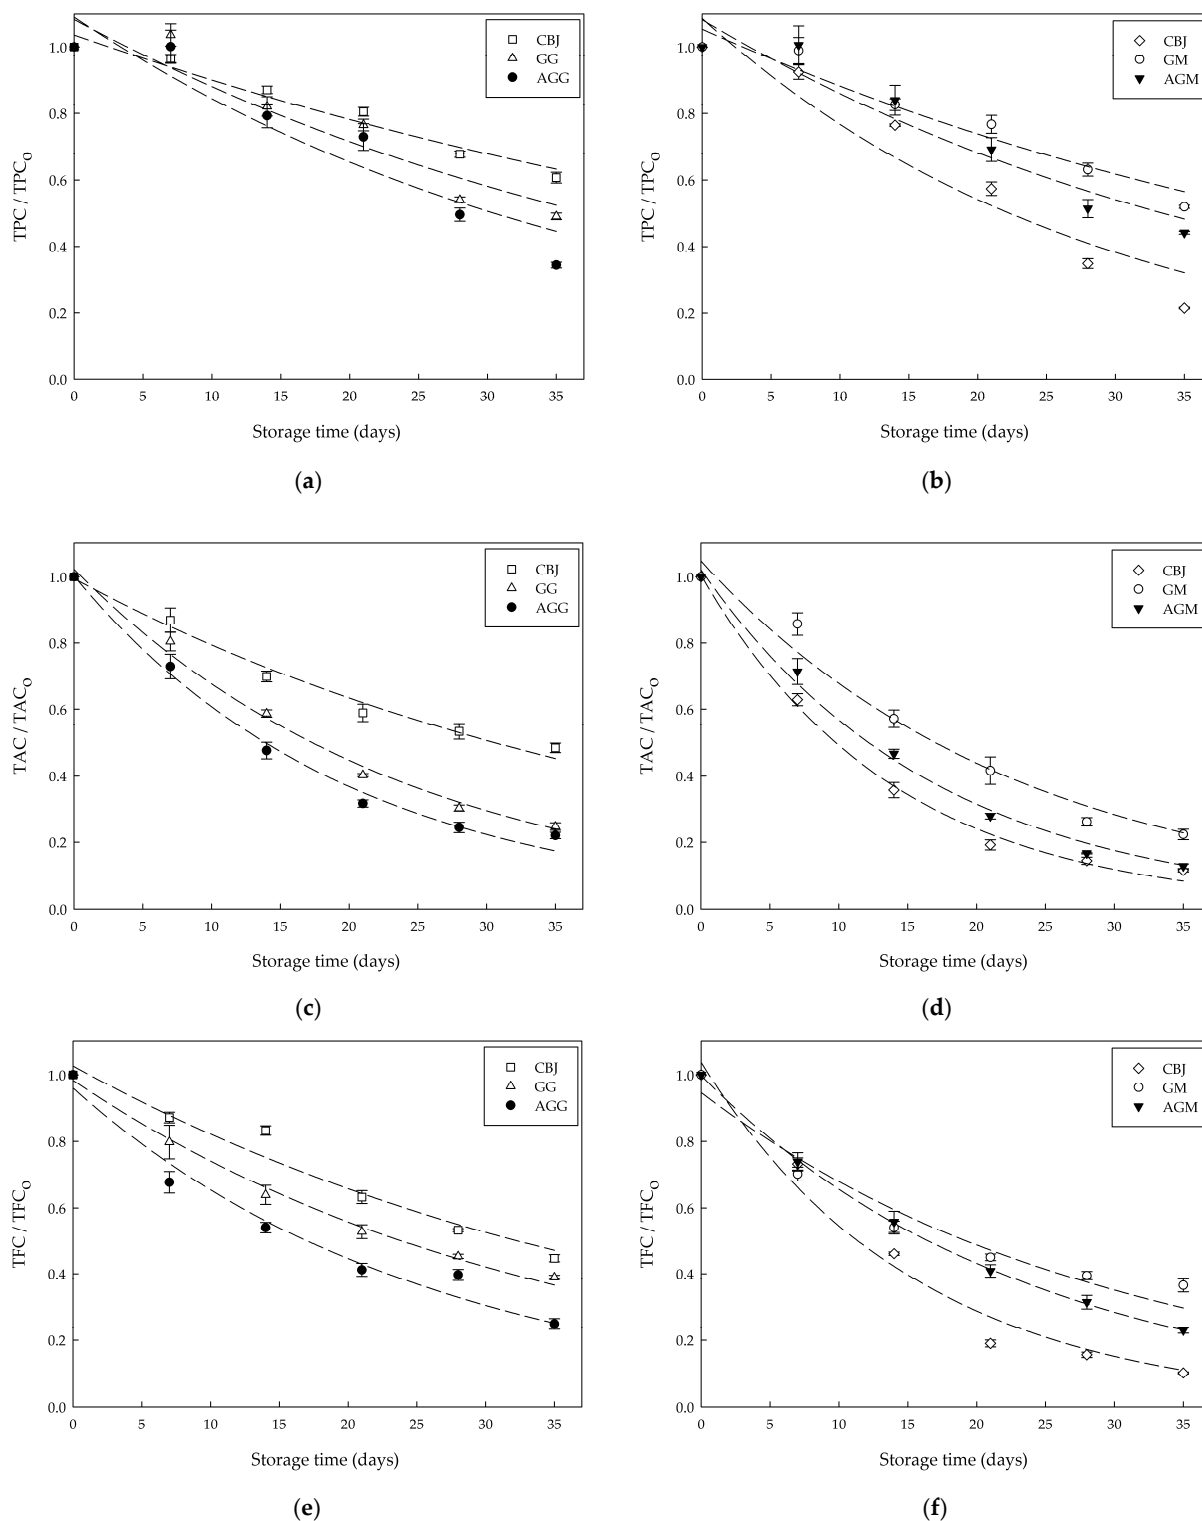 TPC / TPC₀
1.0
0.8
0.6
0.4
0.2
0.0
CBJ
GG
AGG
0 5 10 15 20 25 30 35
Storage time (days)
(a)
TPC / TPC₀
1.0
0.8
0.6
0.4
0.2
0.0
CBJ
GM
AGM
0 5 10 15 20 25 30 35
Storage time (days)
(b)
TAC / TAC₀
1.0
0.8
0.6
0.4
0.2
0.0
CBJ
GG
AGG
0 5 10 15 20 25 30 35
Storage time (days)
(c)
TAC / TAC₀
1.0
0.8
0.6
0.4
0.2
0.0
CBJ
GM
AGM
0 5 10 15 20 25 30 35
Storage time (days)
(d)
TFC / TFC₀
1.0
0.8
0.6
0.4
0.2
0.0
CBJ
GG
AGG
0 5 10 15 20 25 30 35
Storage time (days)
(e)
TFC / TFC₀
1.0
0.8
0.6
0.4
0.2
0.0
CBJ
GM
AGM
0 5 10 15 20 25 30 35
Storage time (days)
(f)